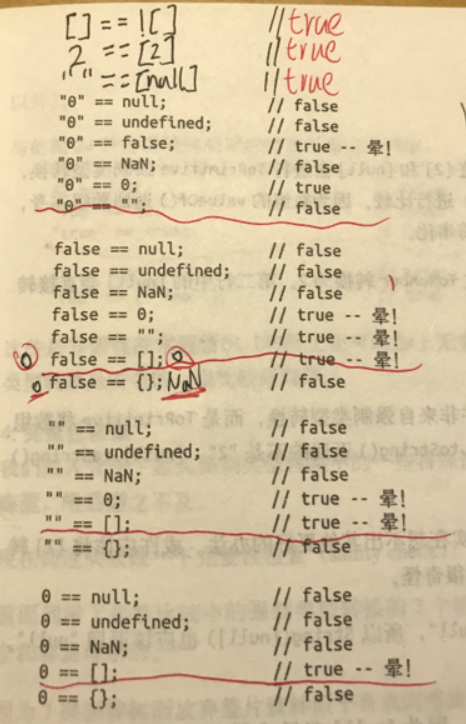 [] == ![] //true
2 == [2] //true
"" == [null] //true
"0" == null; // false
"0" == undefined; // false
"0" == false; // true -- 晕!
"0" == NaN; // false
"0" == 0; // true
"0" == ""; // false
false == null; // false
false == undefined; // false
false == NaN; // false
false == 0; // true -- 晕!
false == ""; // true -- 晕!
0 false == []; 0 // true -- 晕!
0 false == {}; NaN // false
"" == null; // false
"" == undefined; // false
"" == NaN; // false
"" == 0; // true -- 晕!
"" == []; // true -- 晕!
"" == {}; // false
0 == null; // false
0 == undefined; // false
0 == NaN; // false
0 == []; // true -- 晕!
0 == {}; // false